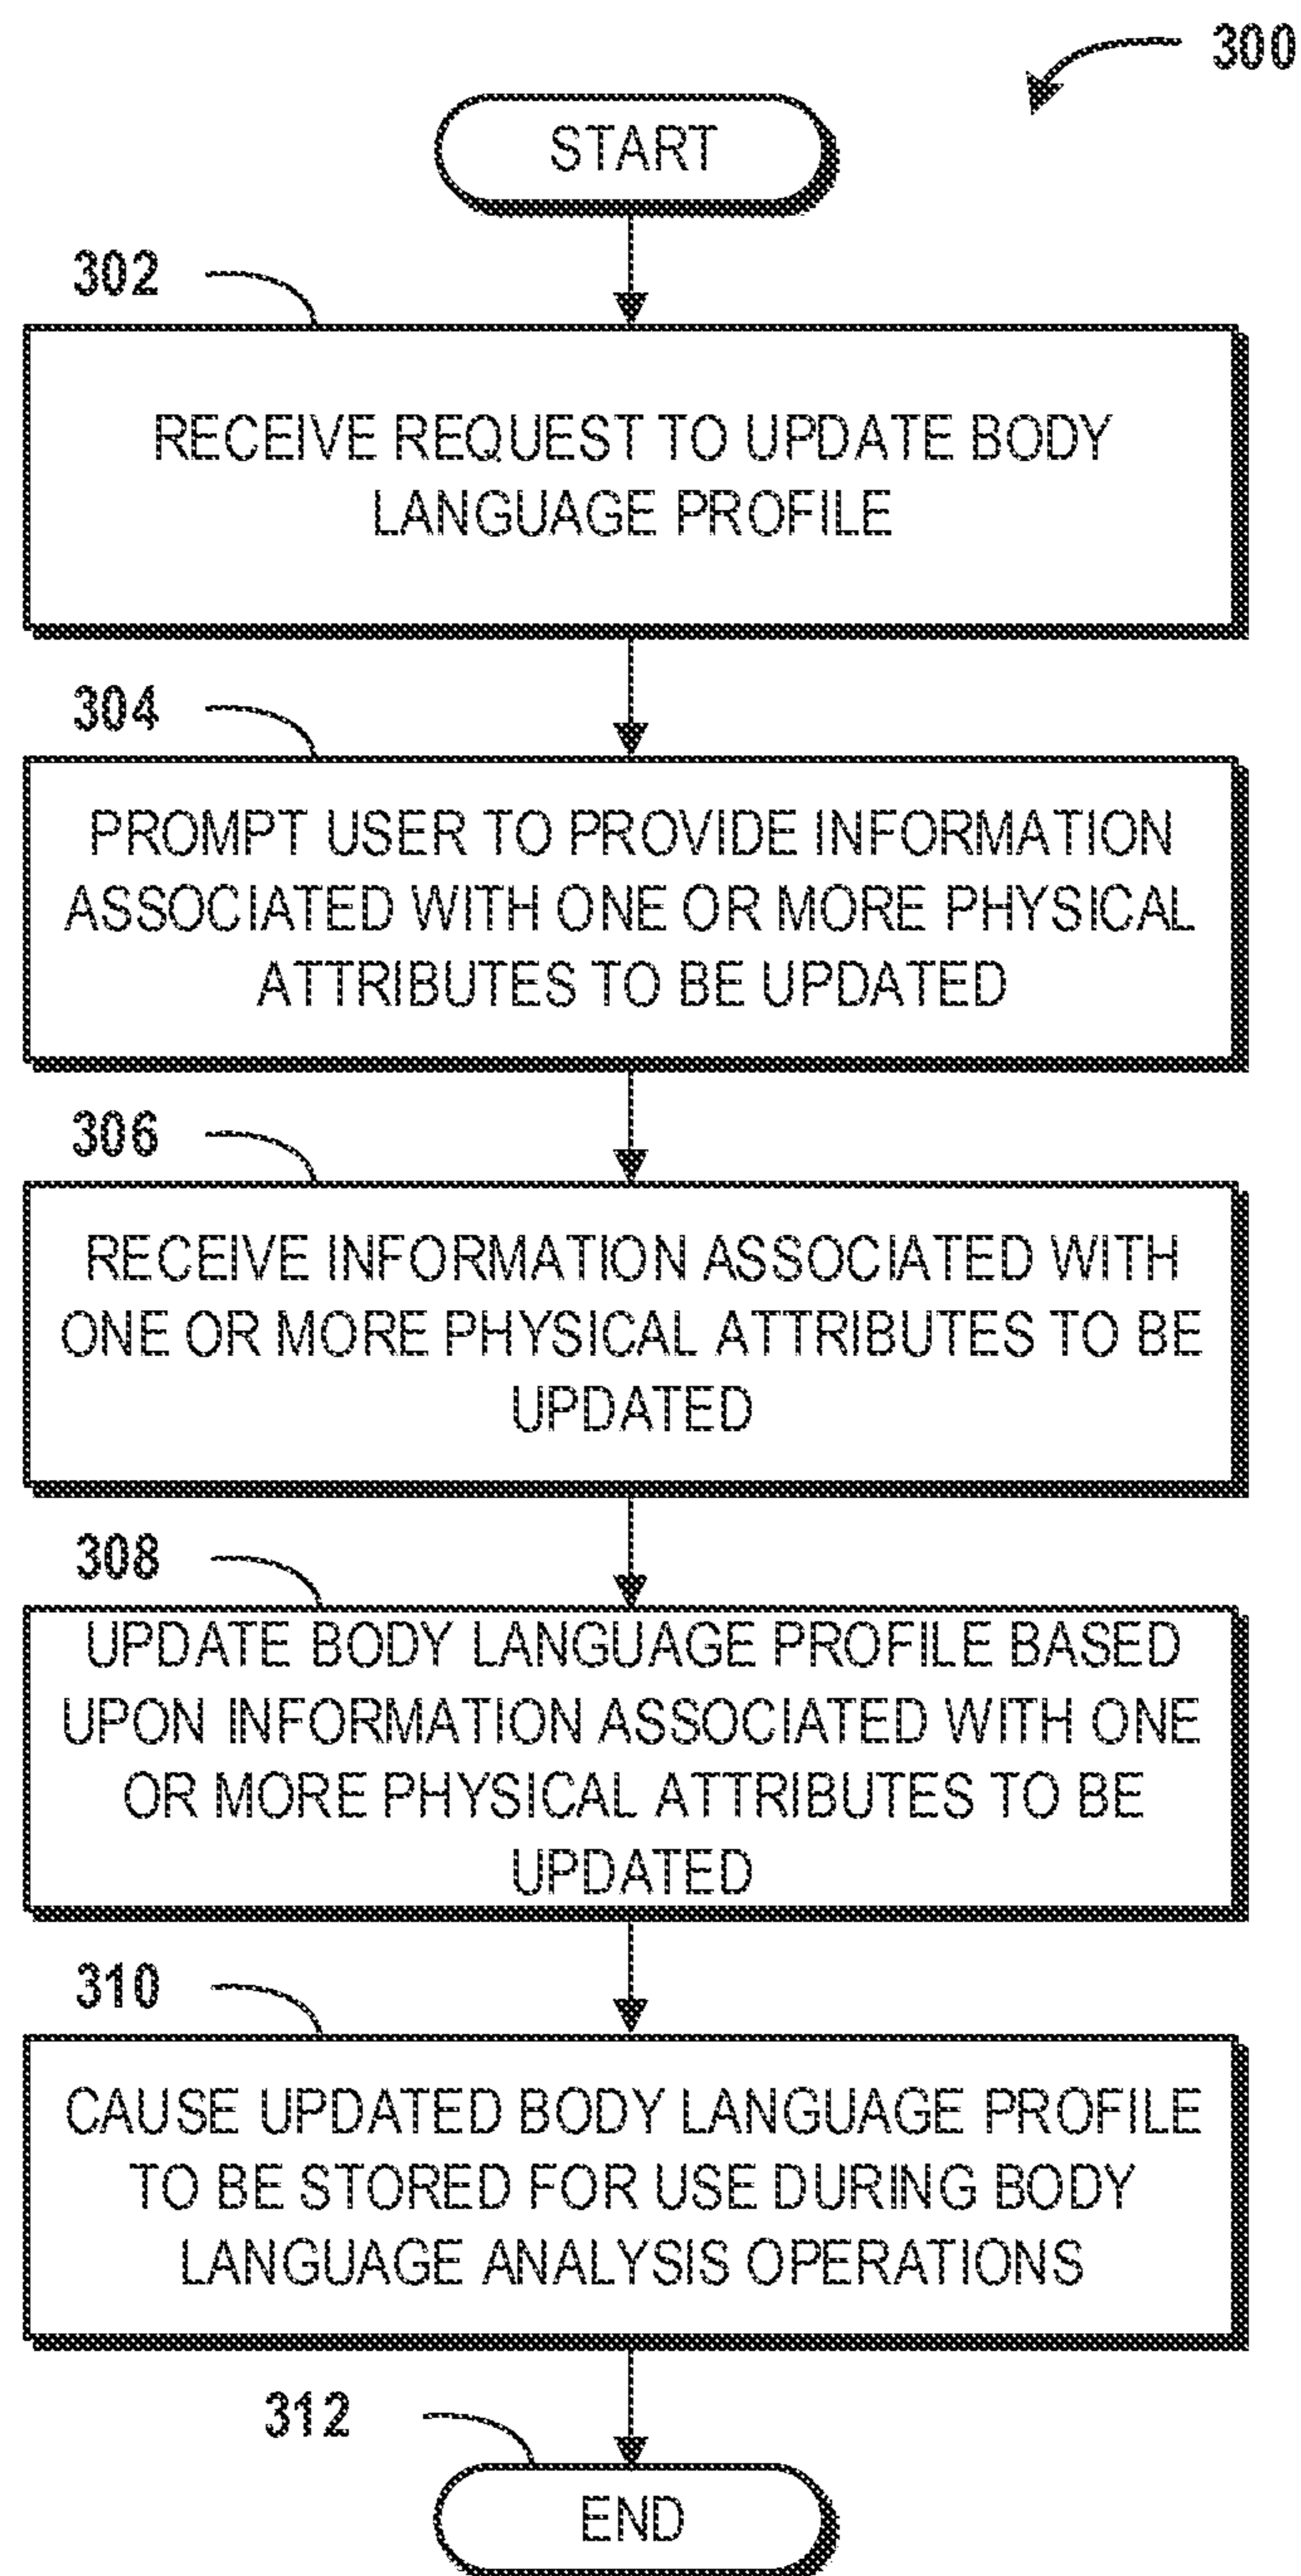 300
START
302
RECEIVE REQUEST TO UPDATE BODY
LANGUAGE PROFILE
304
PROMPT USER TO PROVIDE INFORMATION
ASSOCIATED WITH ONE OR MORE PHYSICAL
ATTRIBUTES TO BE UPDATED
306
RECEIVE INFORMATION ASSOCIATED WITH
ONE OR MORE PHYSICAL ATTRIBUTES TO BE
UPDATED
308
UPDATE BODY LANGUAGE PROFILE BASED
UPON INFORMATION ASSOCIATED WITH ONE
OR MORE PHYSICAL ATTRIBUTES TO BE
UPDATED
310
CAUSE UPDATED BODY LANGUAGE PROFILE
TO BE STORED FOR USE DURING BODY
LANGUAGE ANALYSIS OPERATIONS
312
END